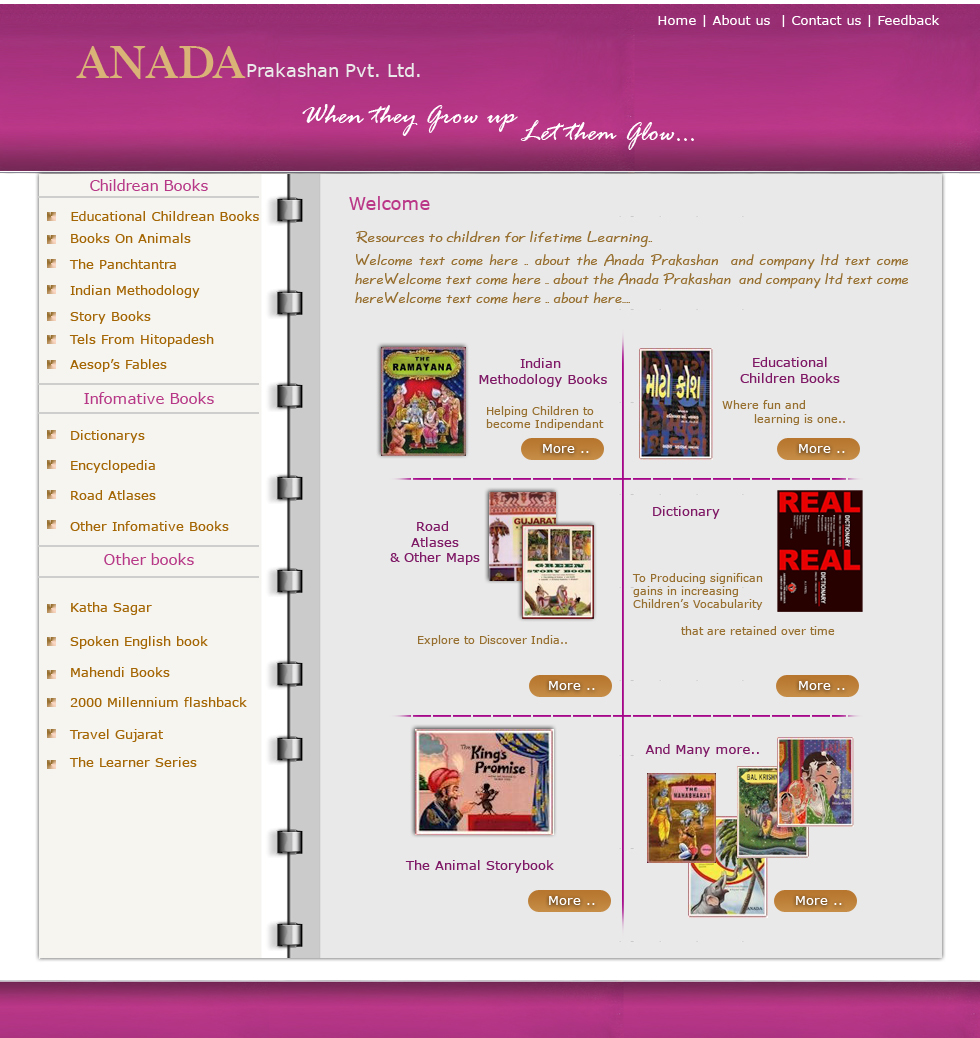 Home | About us | Contact us | Feedback
ANADA Prakashan Pvt. Ltd.
When they Grow up
Let them Glow...
Childrean Books
Educational Childrean Books
Books On Animals
The Panchtantra
Indian Methodology
Story Books
Tels From Hitopadesh
Aesop's Fables
Infomative Books
Dictionarys
Encyclopedia
Road Atlases
Other Infomative Books
Other books
Katha Sagar
Spoken English book
Mahendi Books
2000 Millennium flashback
Travel Gujarat
The Learner Series
Welcome
Resources to children for lifetime Learning..
Welcome text come here .. about the Anada Prakashan and company ltd text come
hereWelcome text come here .. about the Anada Prakashan and company ltd text come
hereWelcome text come here .. about here....
THE
RAMAYANA
Indian
Methodology Books
Helping Children to
become Indipendant
More ..
મોટો કોશ
Educational
Children Books
Where fun and
learning is one..
More ..
Road
Atlases
& Other Maps
GUJARAT
GREEN
STORY BOOK
Explore to Discover India..
More ..
Dictionary
REAL
DICTIONARY
REAL
DICTIONARY
To Producing significan
gains in increasing
Children's Vocabularity
that are retained over time
More ..
The
King's
Promise
The Animal Storybook
More ..
And Many more..
THE
MAHABHARAT
BAL KRISHN
More ..